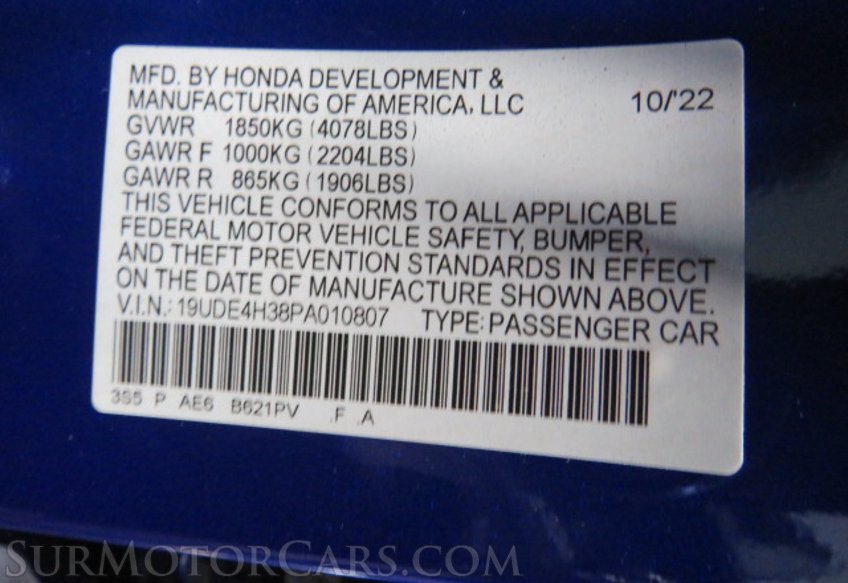 MFD. BY HONDA DEVELOPMENT &
MANUFACTURING OF AMERICA, LLC 10/'22
GVWR 1850KG (4078LBS)
GAWR F 1000KG (2204LBS)
GAWR R 865KG (1906LBS)
THIS VEHICLE CONFORMS TO ALL APPLICABLE
FEDERAL MOTOR VEHICLE SAFETY, BUMPER,
AND THEFT PREVENTION STANDARDS IN EFFECT
ON THE DATE OF MANUFACTURE SHOWN ABOVE.
V.I.N.: 19UDE4H38PA010807 TYPE: PASSENGER CAR
3S5 P AE6 B621PV .F .A
SURMOTORCARS.COM